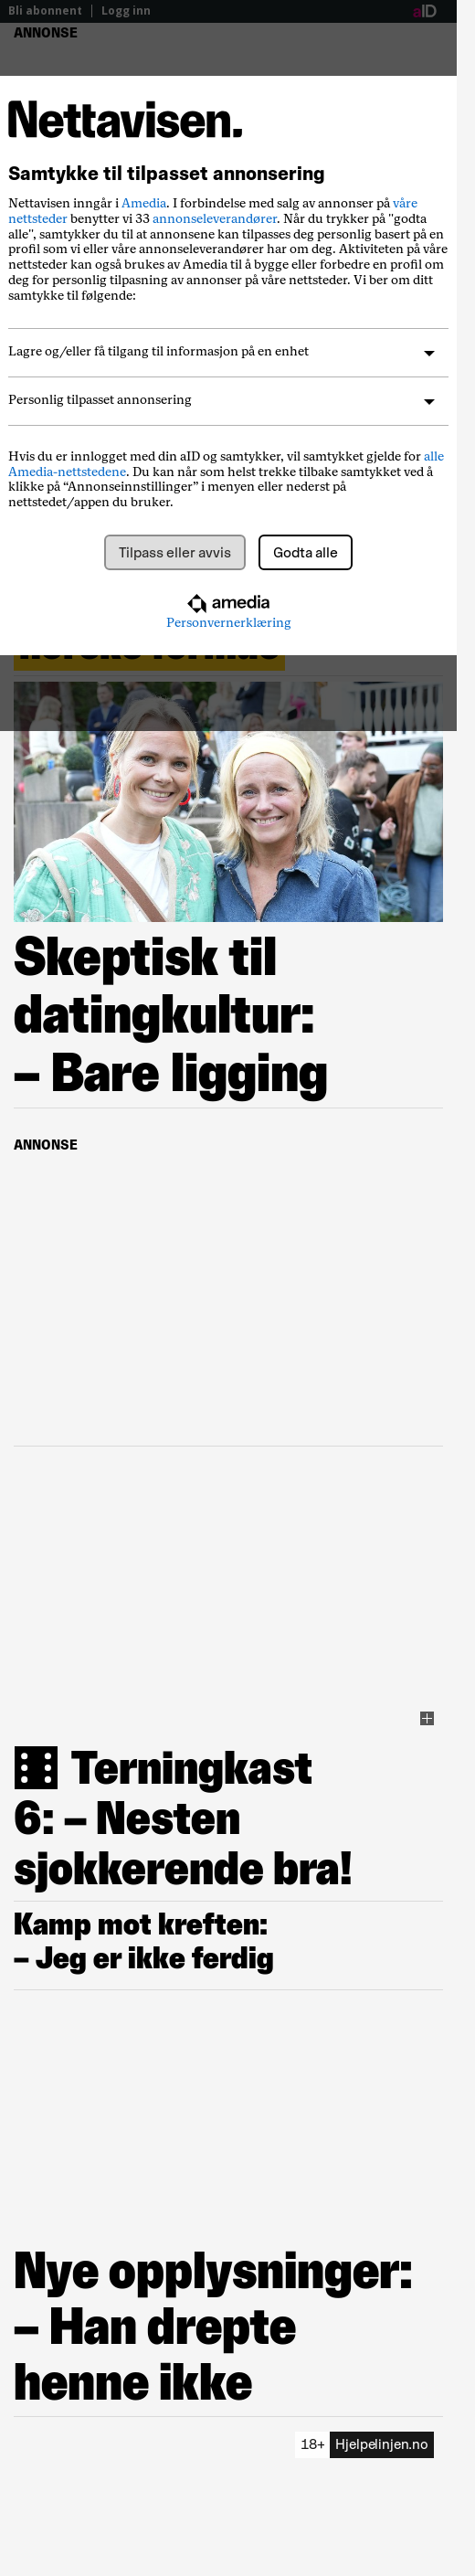 Bli abonnent | Logg inn aID
ANNONSE
Nettavisen.
Samtykke til tilpasset annonsering
Nettavisen inngår i Amedia. I forbindelse med salg av annonser på våre
nettsteder benytter vi 33 annonseleverandører. Når du trykker på "godta
alle", samtykker du til at annonsene kan tilpasses deg personlig basert på en
profil som vi eller våre annonseleverandører har om deg. Aktiviteten på våre
nettsteder kan også brukes av Amedia til å bygge eller forbedre en profil om
deg for personlig tilpasning av annonser på våre nettsteder. Vi ber om ditt
samtykke til følgende:
Lagre og/eller få tilgang til informasjon på en enhet
Personlig tilpasset annonsering
Hvis du er innlogget med din aID og samtykker, vil samtykket gjelde for alle
Amedia-nettstedene. Du kan når som helst trekke tilbake samtykket ved å
klikke på “Annonseinnstillinger” i menyen eller nederst på
nettstedet/appen du bruker.
Tilpass eller avvis Godta alle
amedia
Personvernerklæring
Skeptisk til
datingkultur:
– Bare ligging
ANNONSE
Terningkast
6: – Nesten
sjokkerende bra!
Kamp mot kreften:
– Jeg er ikke ferdig
Nye opplysninger:
– Han drepte
henne ikke
18+ Hjelpelinjen.no